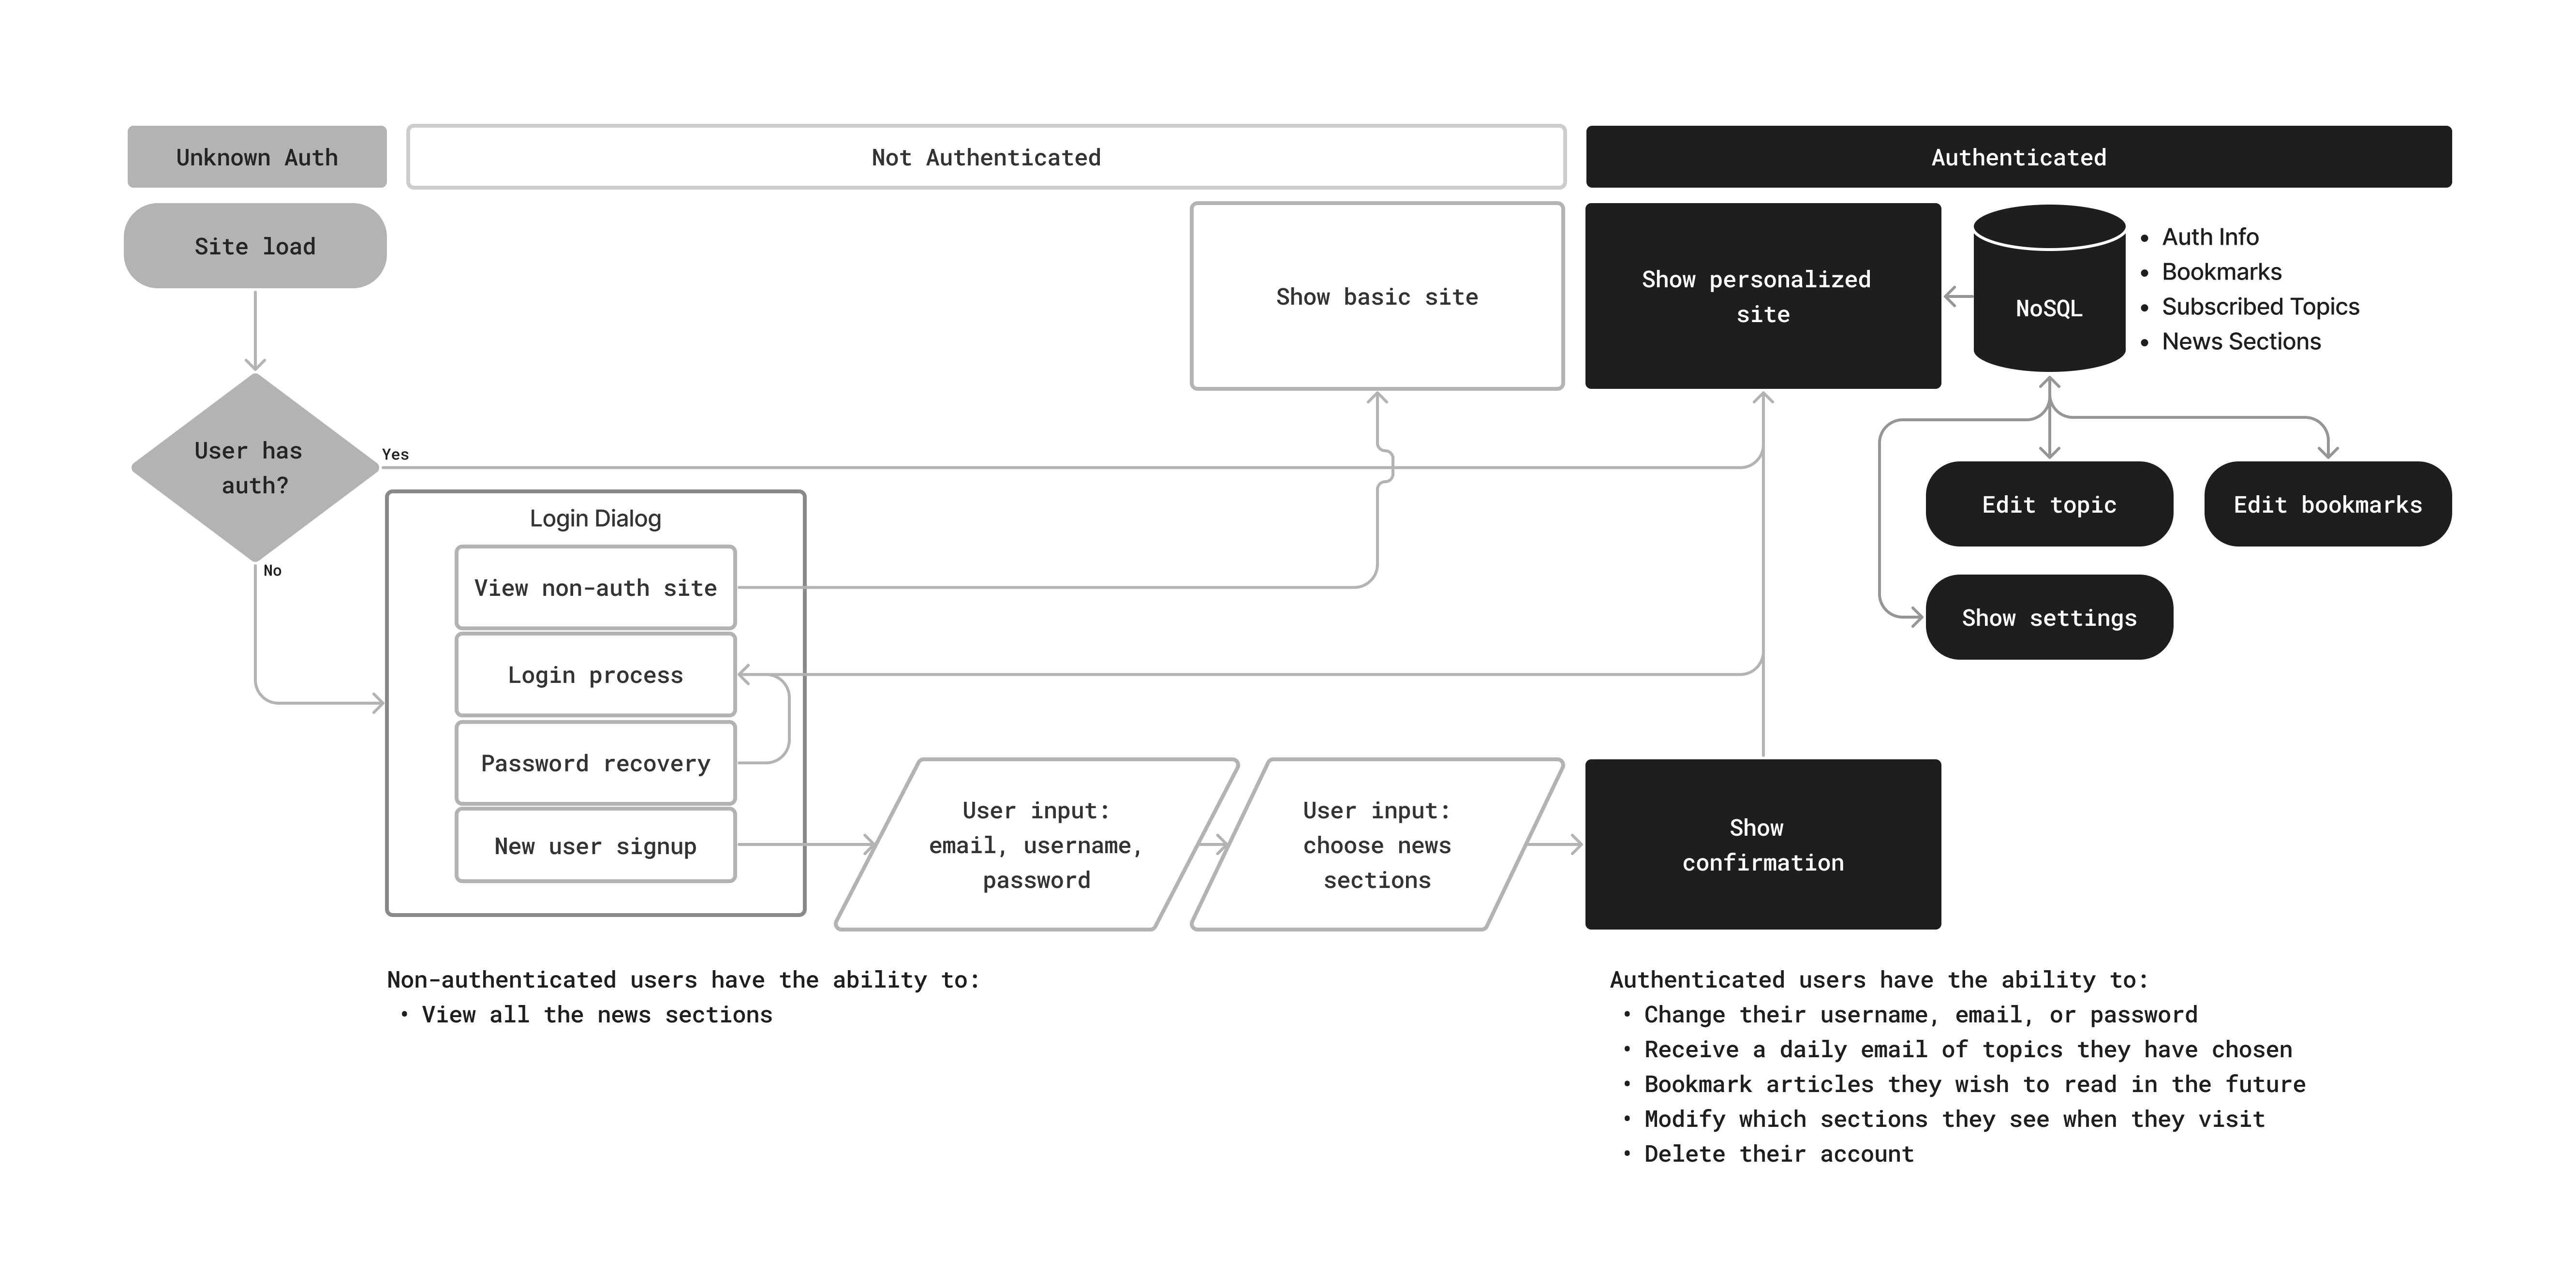 Unknown Auth
Not Authenticated
Authenticated
Site load
Show basic site
Show personalized
site
NoSQL
• Auth Info
• Bookmarks
• Subscribed Topics
• News Sections
User has
auth?
Yes
No
Login Dialog
View non-auth site
Login process
Password recovery
New user signup
Edit topic
Edit bookmarks
Show settings
User input:
email, username,
password
User input:
choose news
sections
Show
confirmation
Non-authenticated users have the ability to:
• View all the news sections
Authenticated users have the ability to:
• Change their username, email, or password
• Receive a daily email of topics they have chosen
• Bookmark articles they wish to read in the future
• Modify which sections they see when they visit
• Delete their account